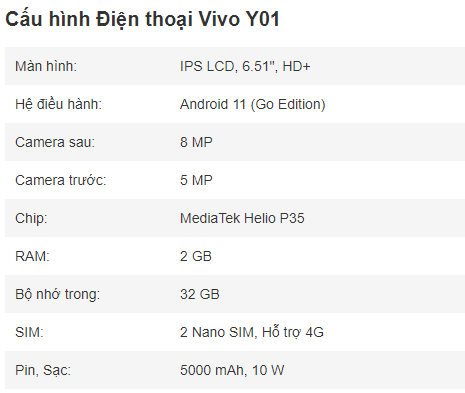 Cấu hình Điện thoại Vivo Y01
Màn hình: IPS LCD, 6.51", HD+
Hệ điều hành: Android 11 (Go Edition)
Camera sau: 8 MP
Camera trước: 5 MP
Chip: MediaTek Helio P35
RAM: 2 GB
Bộ nhớ trong: 32 GB
SIM: 2 Nano SIM, Hỗ trợ 4G
Pin, Sạc: 5000 mAh, 10 W